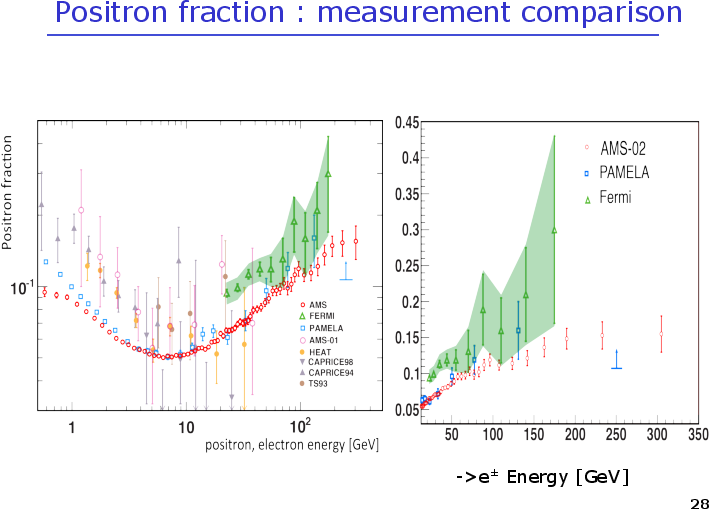 Positron fraction : measurement comparison
Positron fraction
10⁻¹
AMS
FERMI
PAMELA
AMS-01
HEAT
CAPRICE98
CAPRICE94
TS93
1 10 10²
positron, electron energy [GeV]
0.45
0.4
0.35
0.3
0.25
0.2
0.15
0.1
0.05
AMS-02
PAMELA
Fermi
50 100 150 200 250 300 350
->e± Energy [GeV]
28